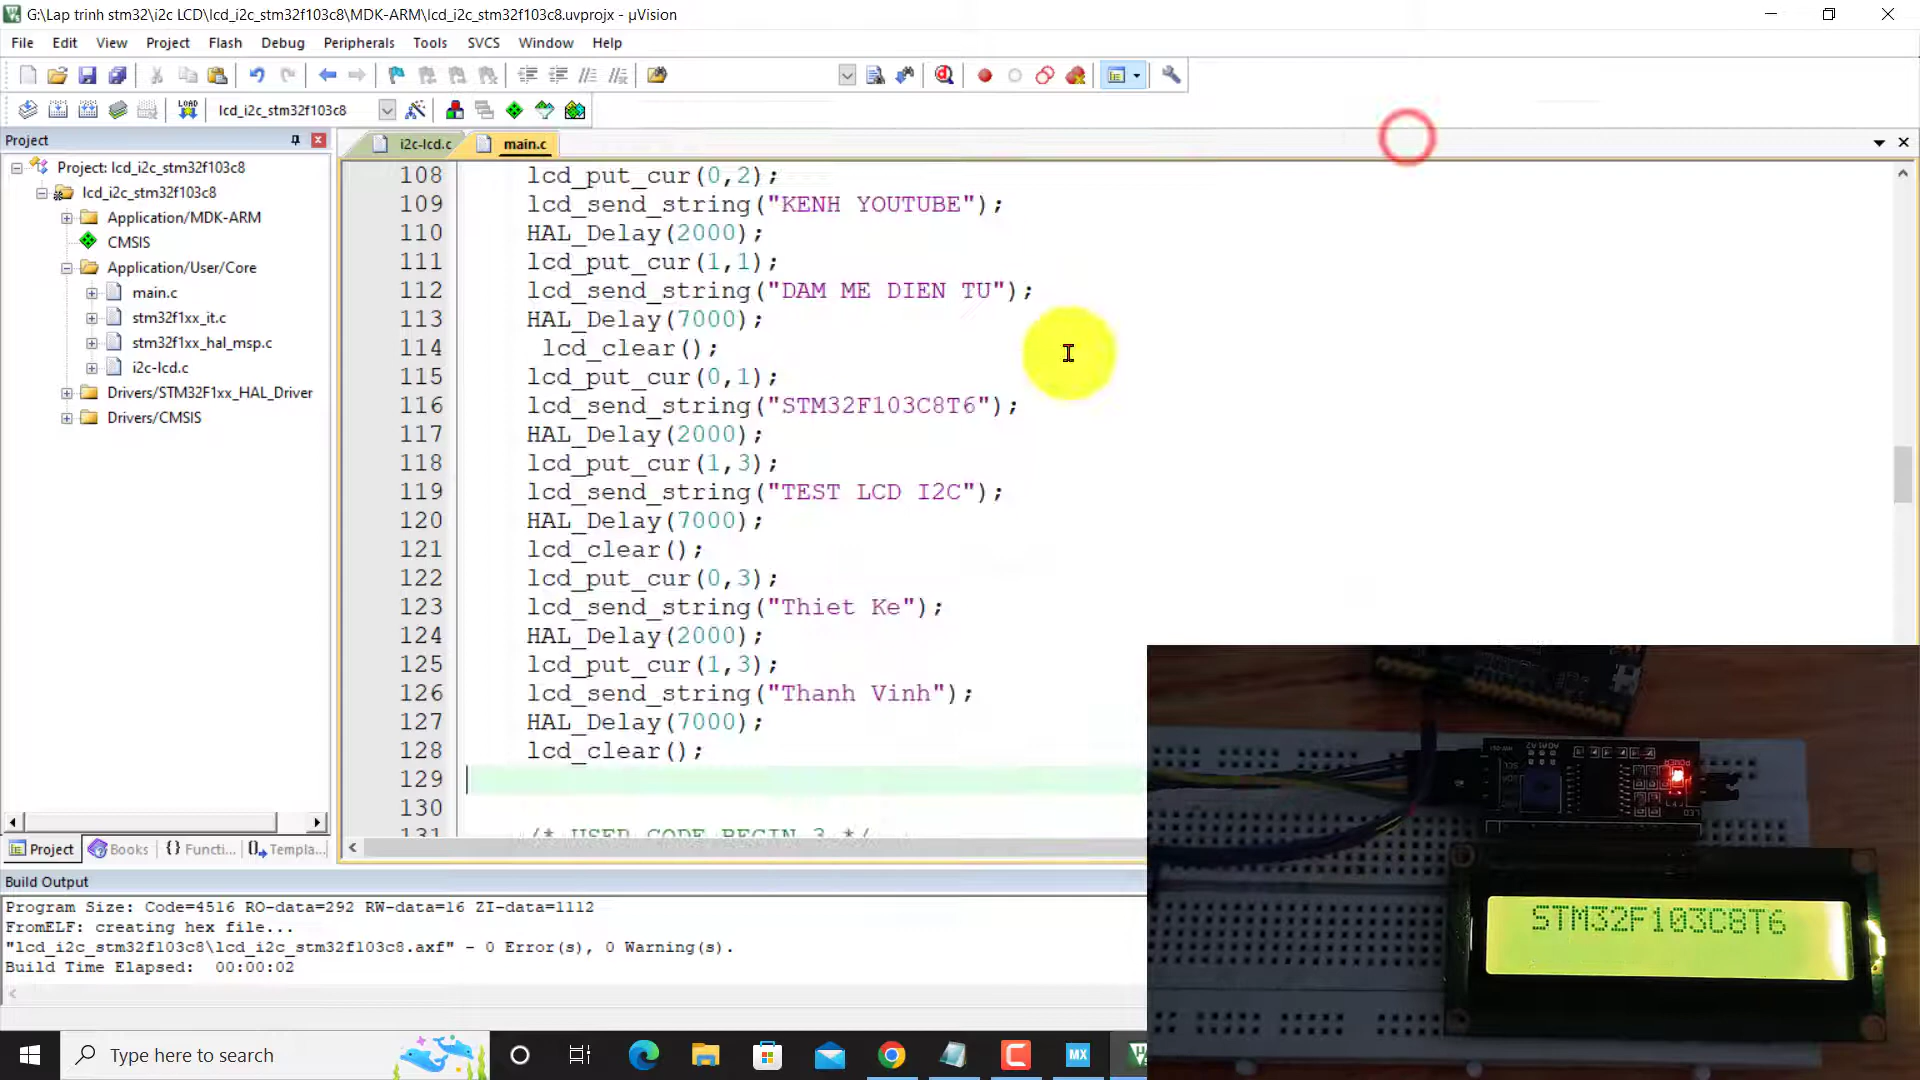 G:\Lap trinh stm32\i2c LCD\lcd_i2c_stm32f103c8\MDK-ARM\lcd_i2c_stm32f103c8.uvprojx - µVision
File Edit View Project Flash Debug Peripherals Tools SVCS Window Help
LOAD lcd_i2c_stm32f103c8
Project
Project: lcd_i2c_stm32f103c8
lcd_i2c_stm32f103c8
Application/MDK-ARM
CMSIS
Application/User/Core
main.c
stm32f1xx_it.c
stm32f1xx_hal_msp.c
i2c-lcd.c
Drivers/STM32F1xx_HAL_Driver
Drivers/CMSIS
Project Books {} Functi... Templa...
i2c-lcd.c main.c
108 lcd_put_cur(0,2);
109 lcd_send_string("KENH YOUTUBE");
110 HAL_Delay(2000);
111 lcd_put_cur(1,1);
112 lcd_send_string("DAM ME DIEN TU");
113 HAL_Delay(7000);
114 lcd_clear();
115 lcd_put_cur(0,1);
116 lcd_send_string("STM32F103C8T6");
117 HAL_Delay(2000);
118 lcd_put_cur(1,3);
119 lcd_send_string("TEST LCD I2C");
120 HAL_Delay(7000);
121 lcd_clear();
122 lcd_put_cur(0,3);
123 lcd_send_string("Thiet Ke");
124 HAL_Delay(2000);
125 lcd_put_cur(1,3);
126 lcd_send_string("Thanh Vinh");
127 HAL_Delay(7000);
128 lcd_clear();
129
130
131 /* USER CODE BEGIN 3 */
Build Output
Program Size: Code=4516 RO-data=292 RW-data=16 ZI-data=1112
FromELF: creating hex file...
"lcd_i2c_stm32f103c8\lcd_i2c_stm32f103c8.axf" - 0 Error(s), 0 Warning(s).
Build Time Elapsed: 00:00:02
STM32F103C8T6
Type here to search
MX